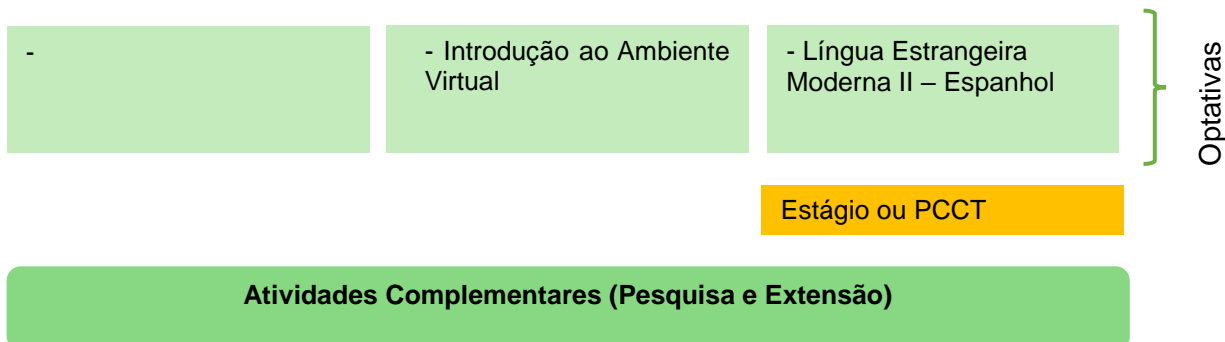 -
- Introdução ao Ambiente
Virtual
- Língua Estrangeira
Moderna II – Espanhol
Optativas
Estágio ou PCCT
Atividades Complementares (Pesquisa e Extensão)